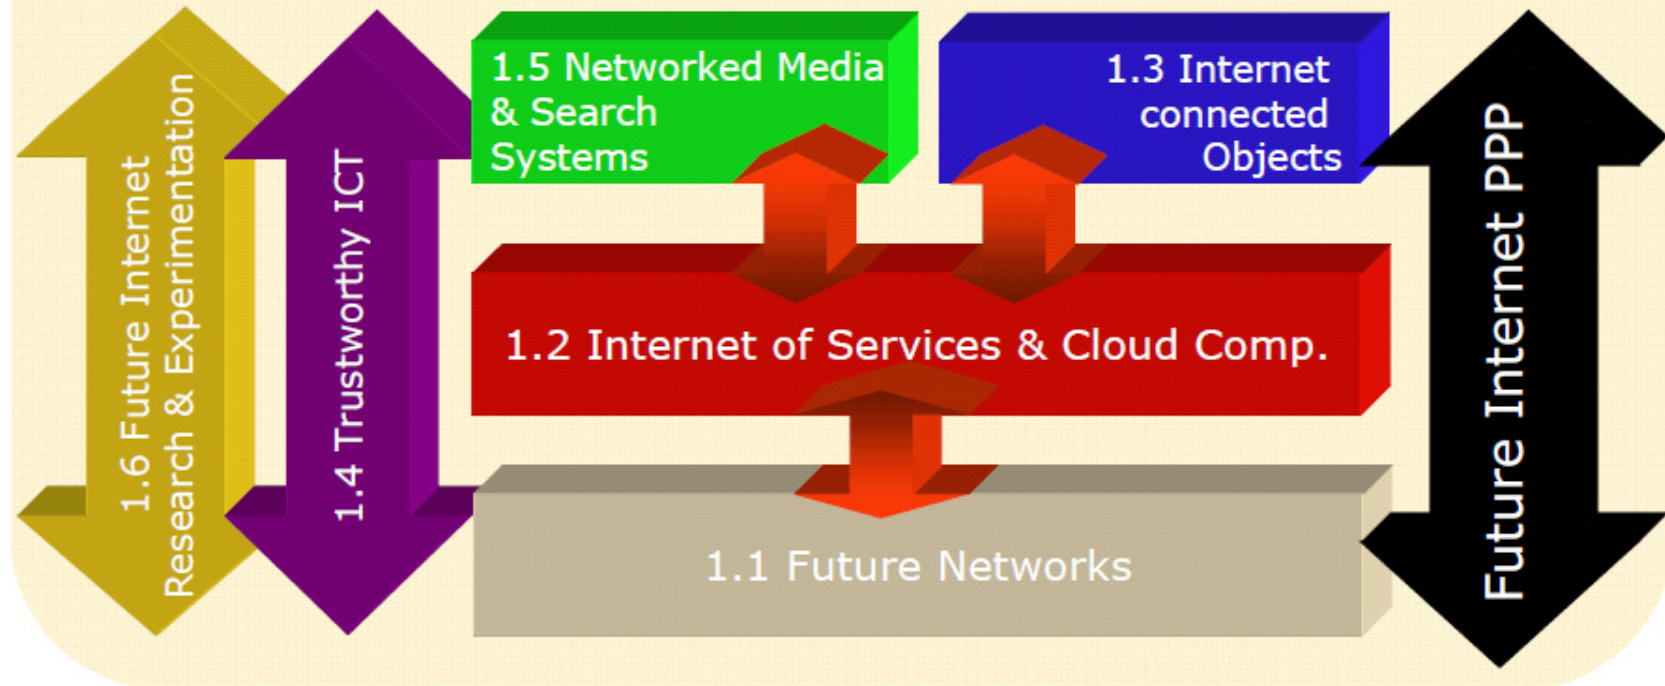 1.6 Future Internet
Research & Experimentation
1.4 Trustworthy ICT
1.5 Networked Media
& Search
Systems
1.3 Internet
connected
Objects
1.2 Internet of Services & Cloud Comp.
1.1 Future Networks
Future Internet PPP